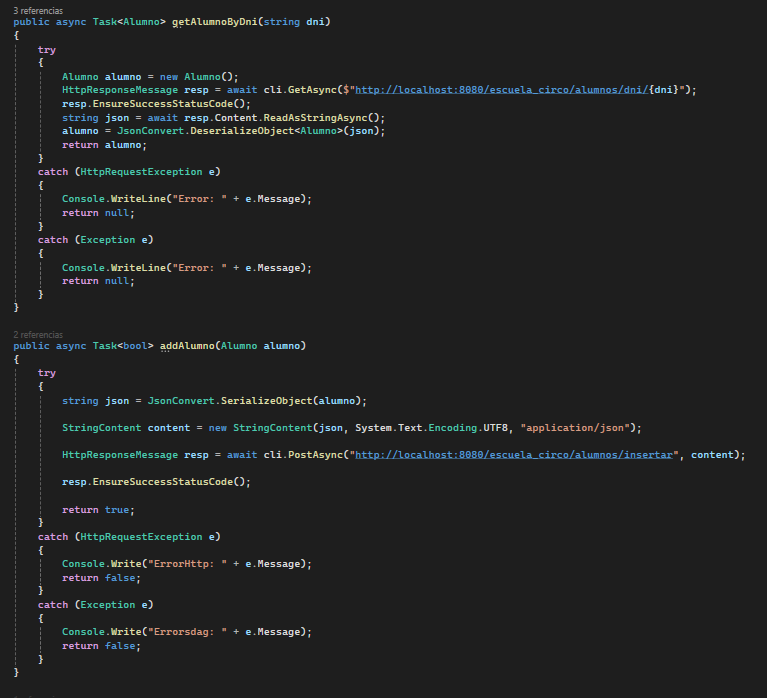 3 referencias
public async Task<Alumno> getAlumnoByDni(string dni)
{
try
{
Alumno alumno = new Alumno();
HttpResponseMessage resp = await cli.GetAsync($"http://localhost:8080/escuela_circo/alumnos/dni/{dni}");
resp.EnsureSuccessStatusCode();
string json = await resp.Content.ReadAsStringAsync();
alumno = JsonConvert.DeserializeObject<Alumno>(json);
return alumno;
}
catch (HttpRequestException e)
{
Console.WriteLine("Error: " + e.Message);
return null;
}
catch (Exception e)
{
Console.WriteLine("Error: " + e.Message);
return null;
}
}
2 referencias
public async Task<bool> addAlumno(Alumno alumno)
{
try
{
string json = JsonConvert.SerializeObject(alumno);
StringContent content = new StringContent(json, System.Text.Encoding.UTF8, "application/json");
HttpResponseMessage resp = await cli.PostAsync("http://localhost:8080/escuela_circo/alumnos/insertar", content);
resp.EnsureSuccessStatusCode();
return true;
}
catch (HttpRequestException e)
{
Console.Write("ErrorHttp: " + e.Message);
return false;
}
catch (Exception e)
{
Console.Write("Errorsdag: " + e.Message);
return false;
}
}